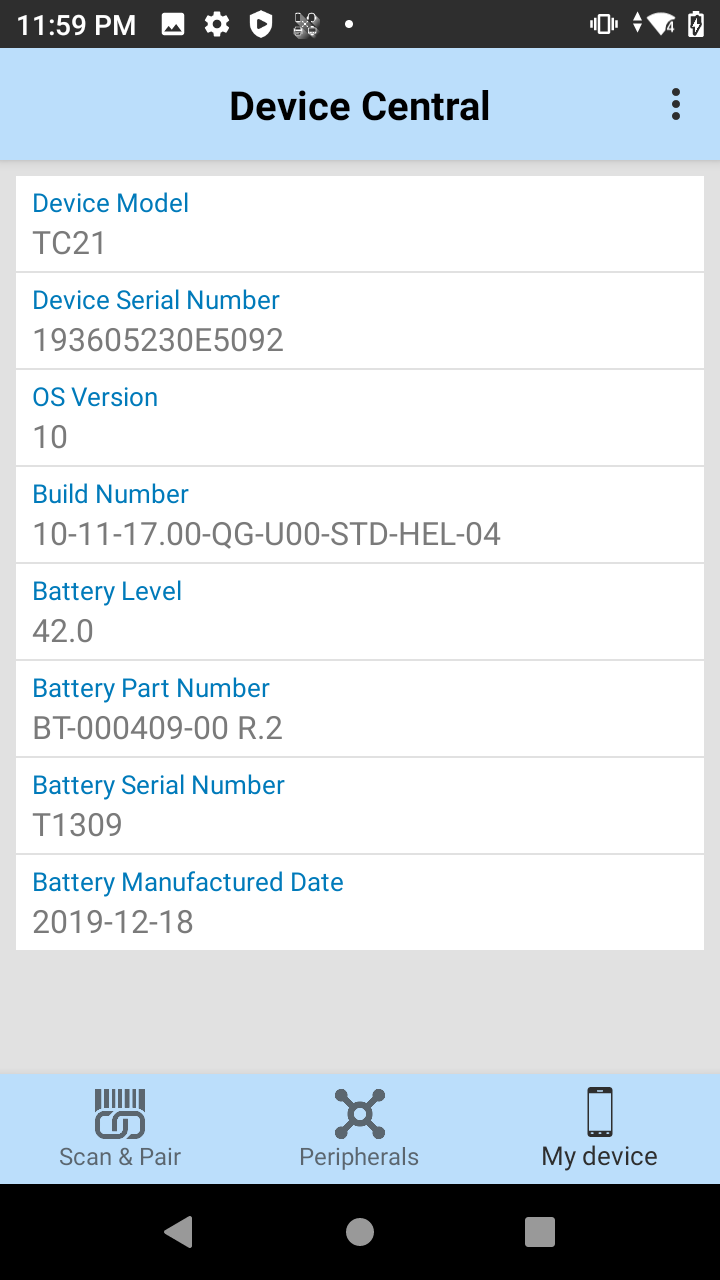 11:59 PM
4
Device Central
Device Model
TC21
Device Serial Number
193605230E5092
OS Version
10
Build Number
10-11-17.00-QG-U00-STD-HEL-04
Battery Level
42.0
Battery Part Number
BT-000409-00 R.2
Battery Serial Number
T1309
Battery Manufactured Date
2019-12-18
Scan & Pair
Peripherals
My device